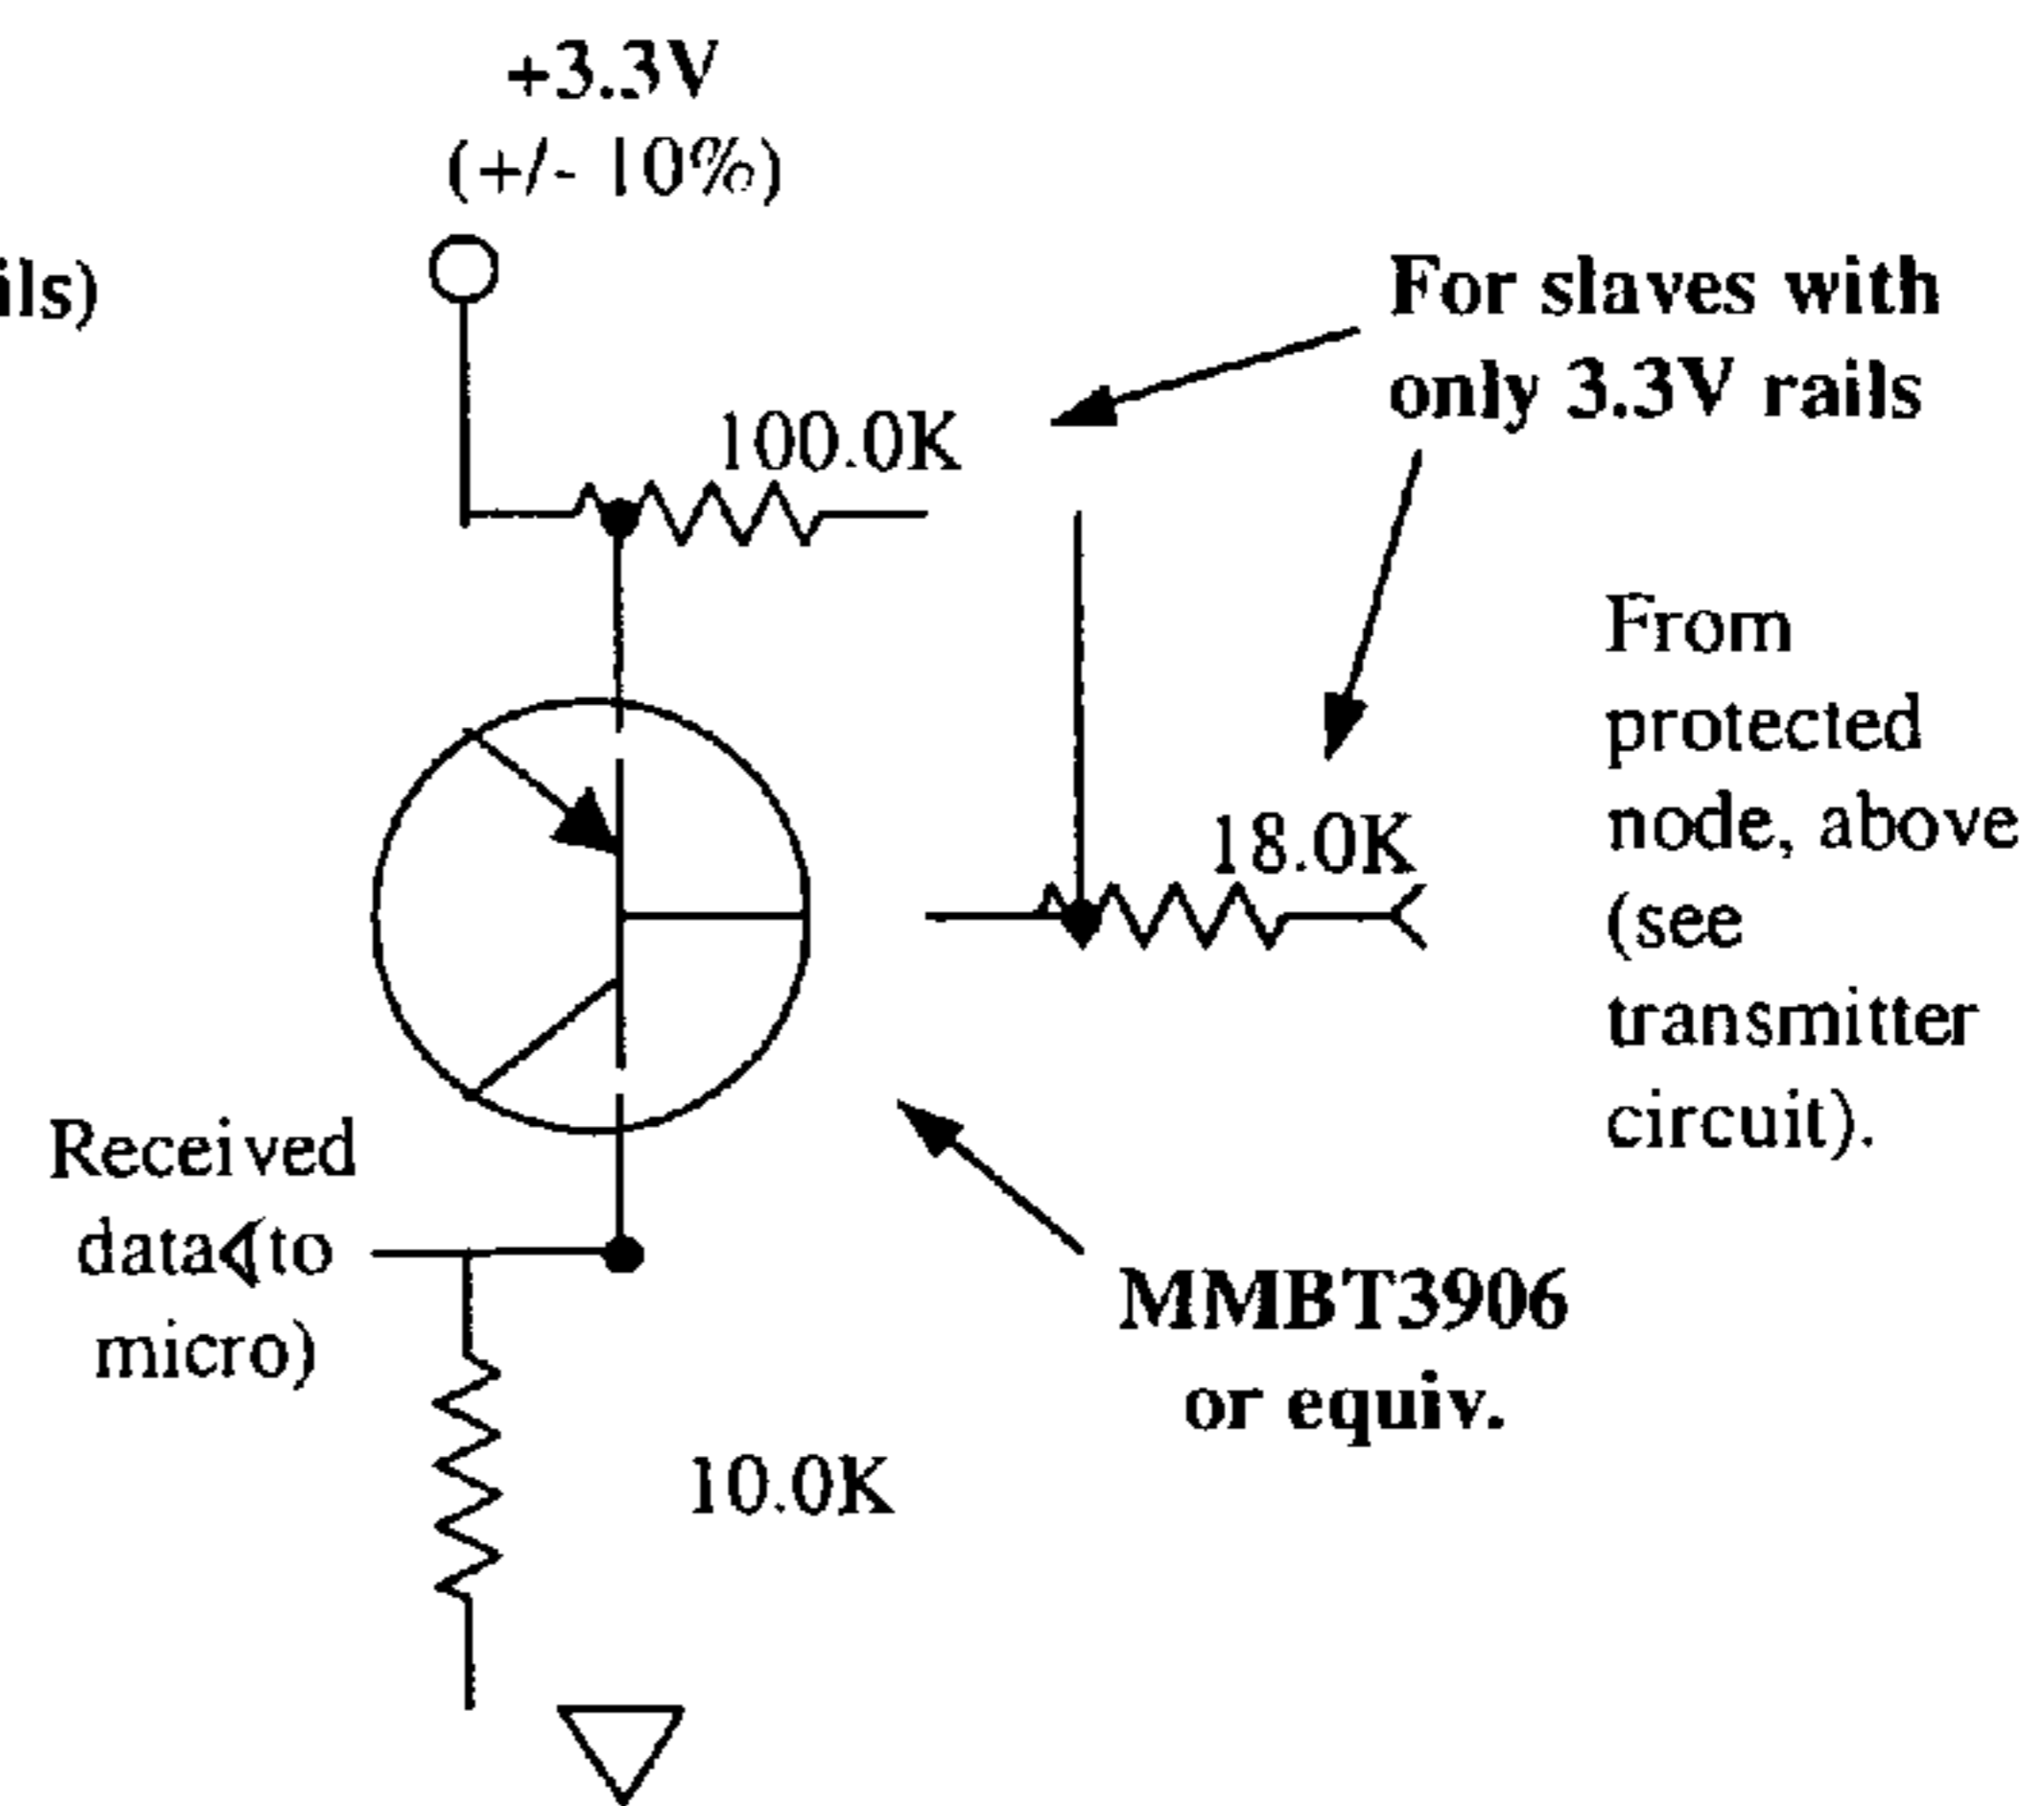 +3.3V
(+/- 10%)
ils)
For slaves with
only 3.3V rails
100.0K
From
protected
node, above
(see
transmitter
circuit).
18.0K
Received
data (to
micro)
MMBT3906
or equiv.
10.0K